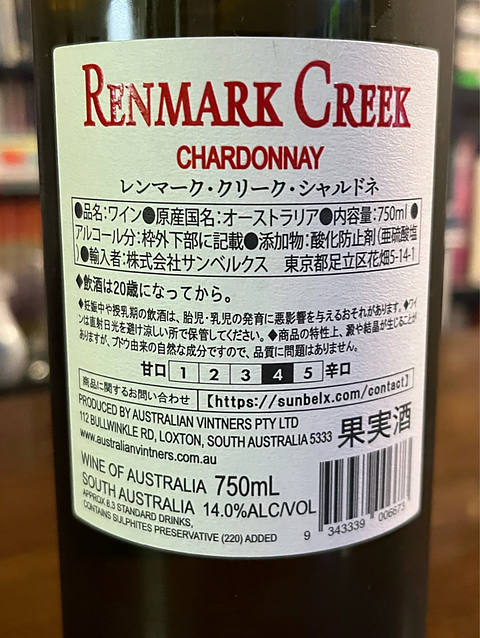 RENMARK CREEK
CHARDONNAY
レンマーク・クリーク・シャルドネ
●品名:ワイン●原産国名:オーストラリア●内容量:750ml●
アルコール分:枠外下部に記載●添加物:酸化防止剤(亜硫酸塩
)●輸入者:株式会社サンベルクス 東京都足立区花畑5-14-1
◆飲酒は20歳になってから。
◆妊娠中や授乳期の飲酒は、胎児・乳児の発育に悪影響を与えるおそれがあります。◆ワイ
ンは直射日光を避け涼しい所で保管してください。◆商品の特性上、澱や結晶が生じることが
ありますが、ブドウ由来の自然な成分ですので、品質に問題はありません。
甘口 1 2 3 4 5 辛口
商品に関するお問い合わせ 【https://sunbelx.com/contact】
PRODUCED BY AUSTRALIAN VINTNERS PTY LTD
112 BULLWINKLE RD, LOXTON, SOUTH AUSTRALIA 5333
www.australianvintners.com.au
果実酒
WINE OF AUSTRALIA 750mL
SOUTH AUSTRALIA 14.0%ALC/VOL
APPROX 8.3 STANDARD DRINKS,
CONTAINS SULPHITES PRESERVATIVE (220) ADDED
9 343339 006673